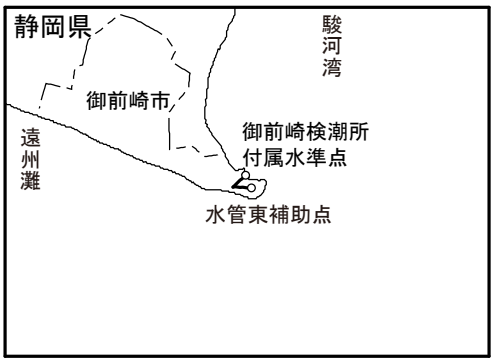 静岡県
駿河湾
御前崎市
遠州灘
御前崎検潮所
付属水準点
水管東補助点